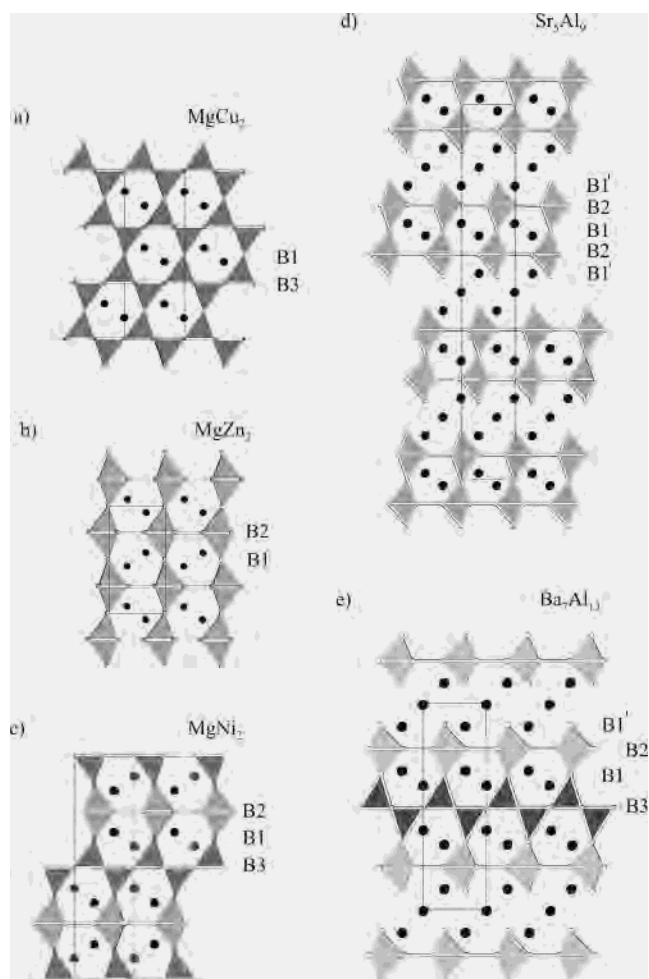 a) MgCu₂
B1
B3
b) MgZn₂
B2
B1
c) MgNi₂
B2
B1
B3
d) Sr₅Al₉
B1'
B2
B1
B2
B1'
e) Ba₇Al₁₃
B1'
B2
B1
B3